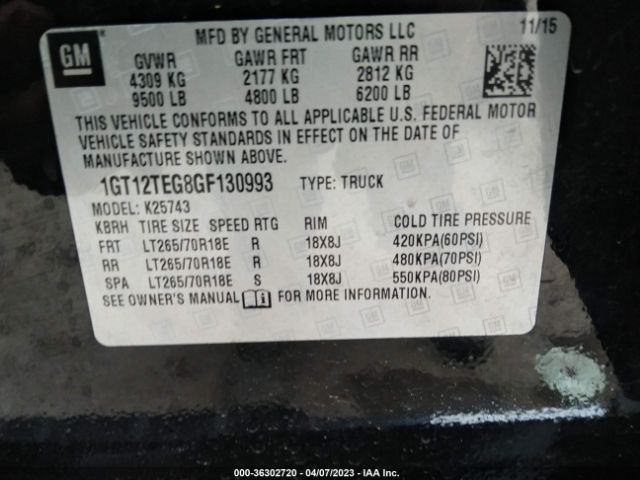 GM
MFD BY GENERAL MOTORS LLC 11/15
GVWR GAWR FRT GAWR RR
4309 KG 2177 KG 2812 KG
9500 LB 4800 LB 6200 LB
THIS VEHICLE CONFORMS TO ALL APPLICABLE U.S. FEDERAL MOTOR
VEHICLE SAFETY STANDARDS IN EFFECT ON THE DATE OF
MANUFACTURE SHOWN ABOVE.
1GT12TEG8GF130993 TYPE: TRUCK
MODEL: K25743
KBRH TIRE SIZE SPEED RTG RIM COLD TIRE PRESSURE
FRT LT265/70R18E R 18X8J 420KPA(60PSI)
RR LT265/70R18E R 18X8J 480KPA(70PSI)
SPA LT265/70R18E S 18X8J 550KPA(80PSI)
SEE OWNER'S MANUAL FOR MORE INFORMATION.
000-36302720 - 04/07/2023 - IAA Inc.